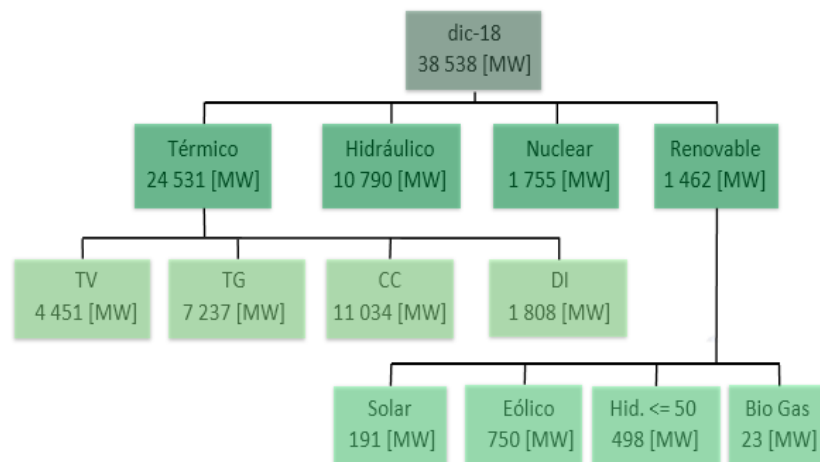 dic-18
38 538 [MW]
Térmico
24 531 [MW]
Hidráulico
10 790 [MW]
Nuclear
1 755 [MW]
Renovable
1 462 [MW]
TV
4 451 [MW]
TG
7 237 [MW]
CC
11 034 [MW]
DI
1 808 [MW]
Solar
191 [MW]
Eólico
750 [MW]
Hid. <= 50
498 [MW]
Bio Gas
23 [MW]